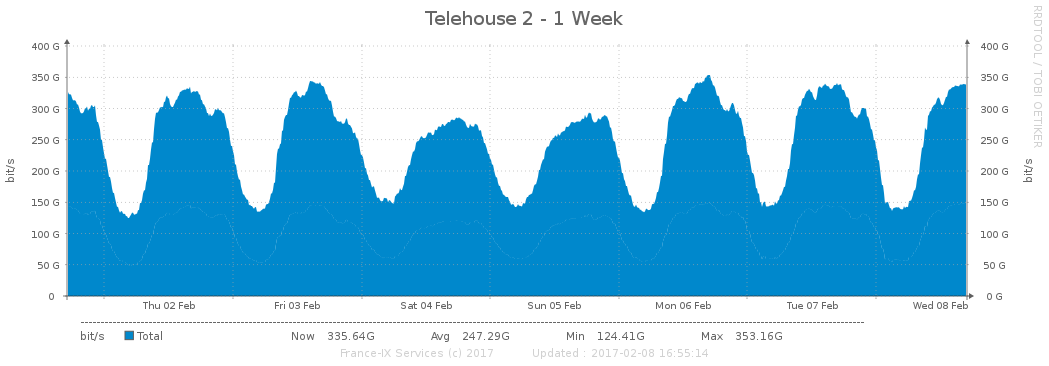 Telehouse 2 - 1 Week
RRDTOOL / TOBI OETIKER
400 G 400 G
350 G 350 G
300 G 300 G
250 G 250 G
200 G 200 G
150 G 150 G
100 G 100 G
50 G 50 G
0 0 G
bit/s bit/s
Thu 02 Feb Fri 03 Feb Sat 04 Feb Sun 05 Feb Mon 06 Feb Tue 07 Feb Wed 08 Feb
bit/s Total Now 335.64G Avg 247.29G Min 124.41G Max 353.16G
France-IX Services (c) 2017 Updated : 2017-02-08 16:55:14